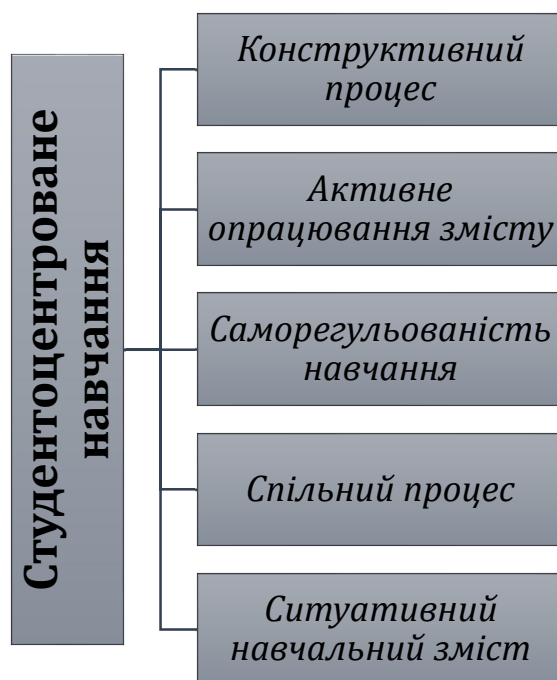 Студентоцентроване
навчання
Конструктивний
процес
Активне
опрацювання змісту
Саморегульованість
навчання
Спільний процес
Ситуативний
навчальний зміст